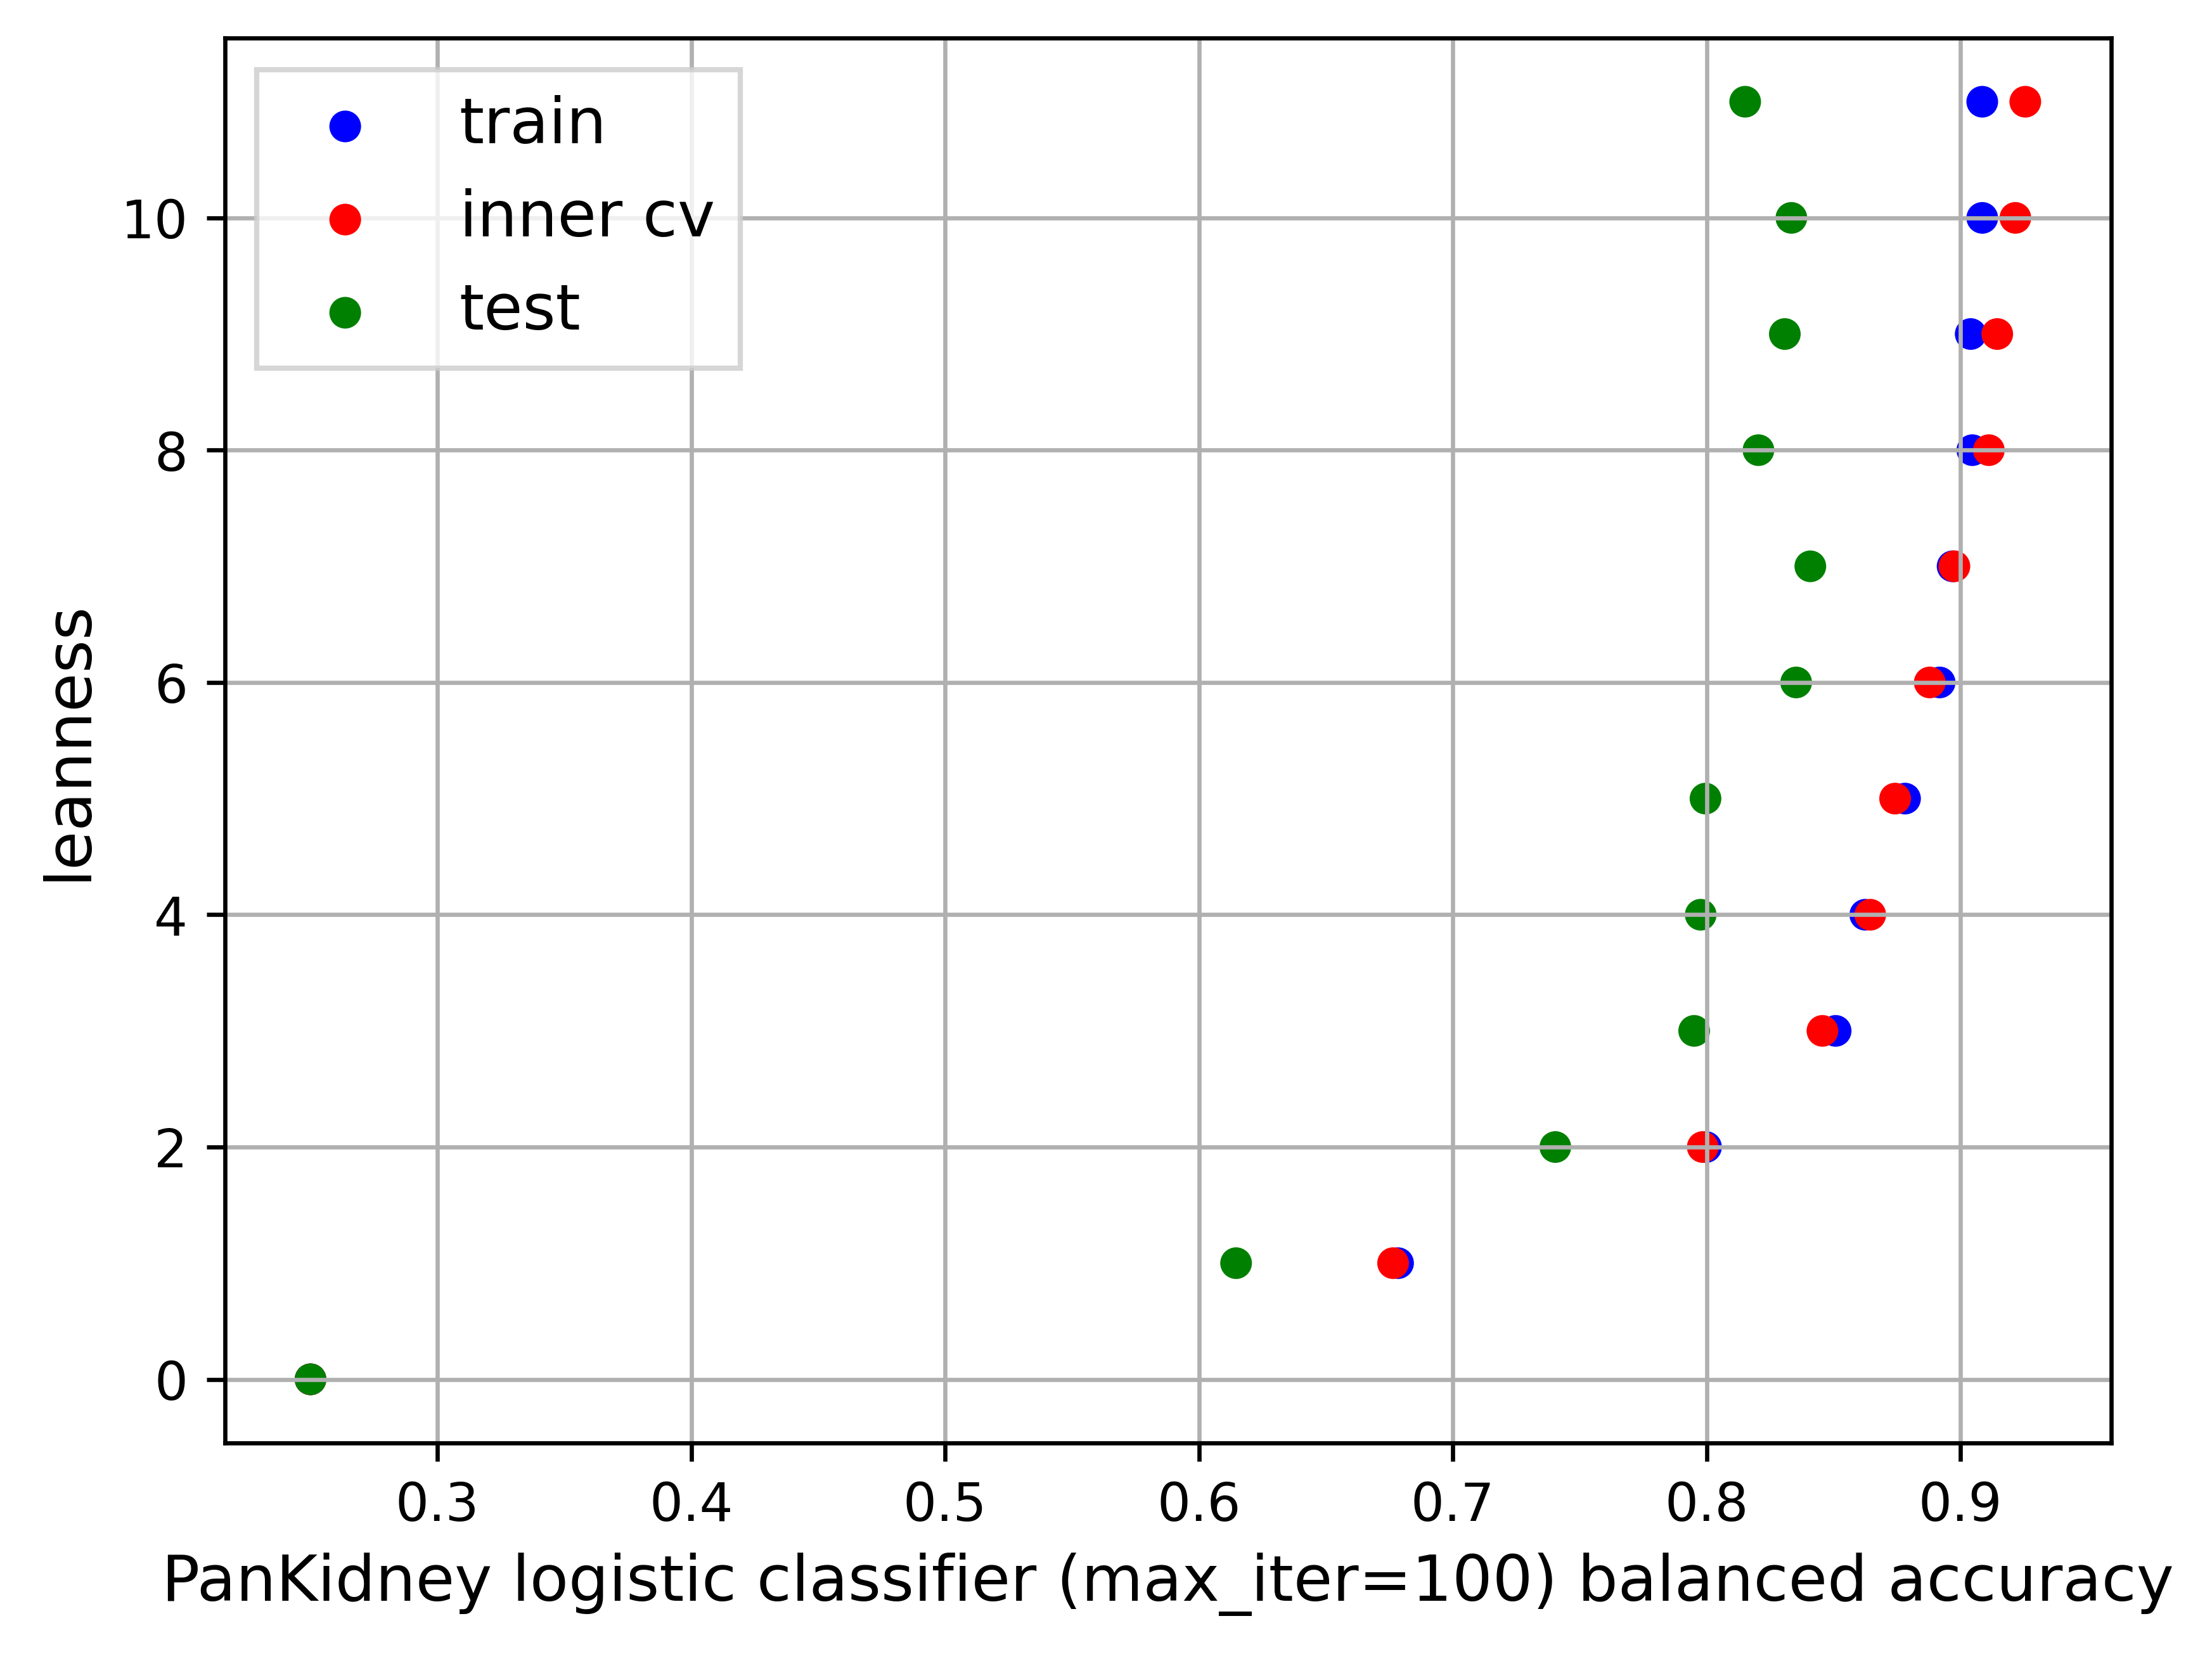 train
inner cv
test
10
8
6
4
2
0
leanness
0.3 0.4 0.5 0.6 0.7 0.8 0.9
PanKidney logistic classifier (max_iter=100) balanced accuracy